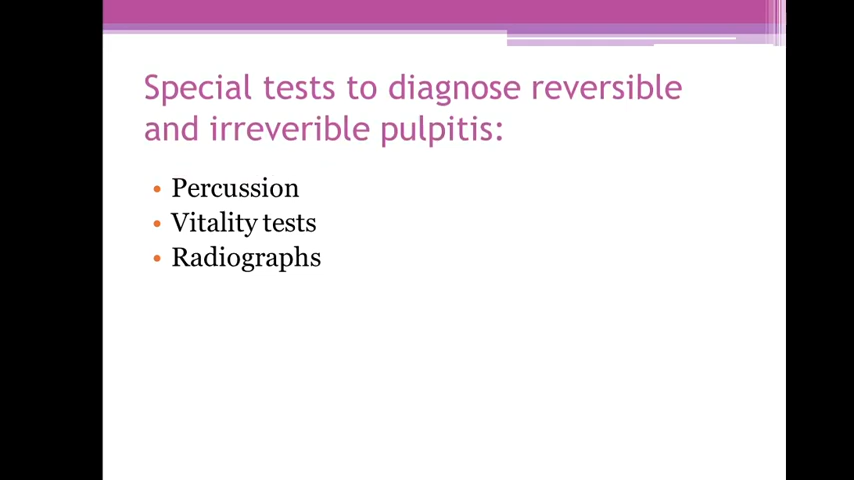 Special tests to diagnose reversible
and irreverible pulpitis:
• Percussion
• Vitality tests
• Radiographs